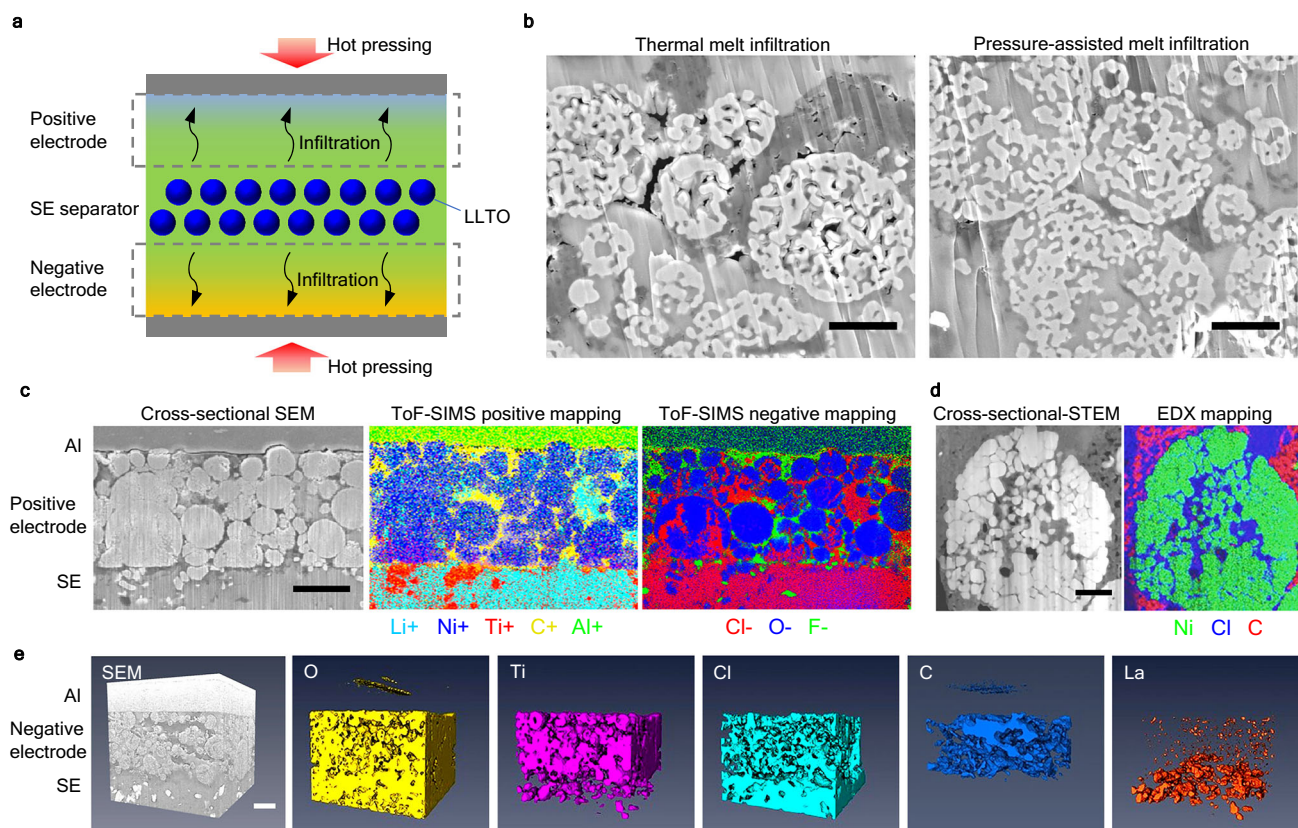 a
Hot pressing
Positive
electrode
Infiltration
SE separator
LLTO
Negative
electrode
Infiltration
Hot pressing
b
Thermal melt infiltration
Pressure-assisted melt infiltration
c
Cross-sectional SEM
ToF-SIMS positive mapping
ToF-SIMS negative mapping
Al
Positive
electrode
SE
Li+ Ni+ Ti+ C+ Al+
Cl- O- F-
d
Cross-sectional-STEM
EDX mapping
Ni Cl C
e
SEM
O
Ti
Cl
C
La
Al
Negative
electrode
SE